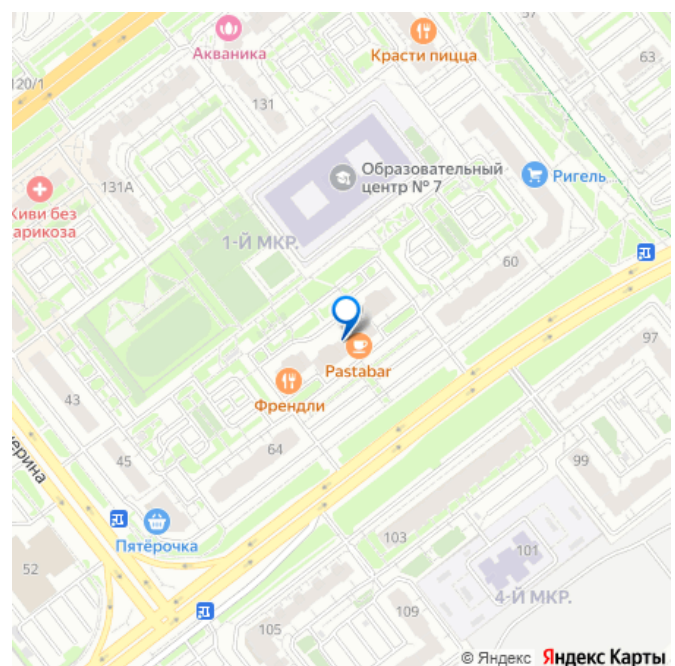 57
Акваника
Красти пицца
63
120/1
131
Образовательный
центр № 7
Ригель
131А
Киви без
арикоза
1-Й МКР.
60
97
Pastabar
Френдли
43
64
45
99
ерина
Пятёрочка
103
52
101
4-Й МКР.
109
105
© Яндекс Яндекс Карты